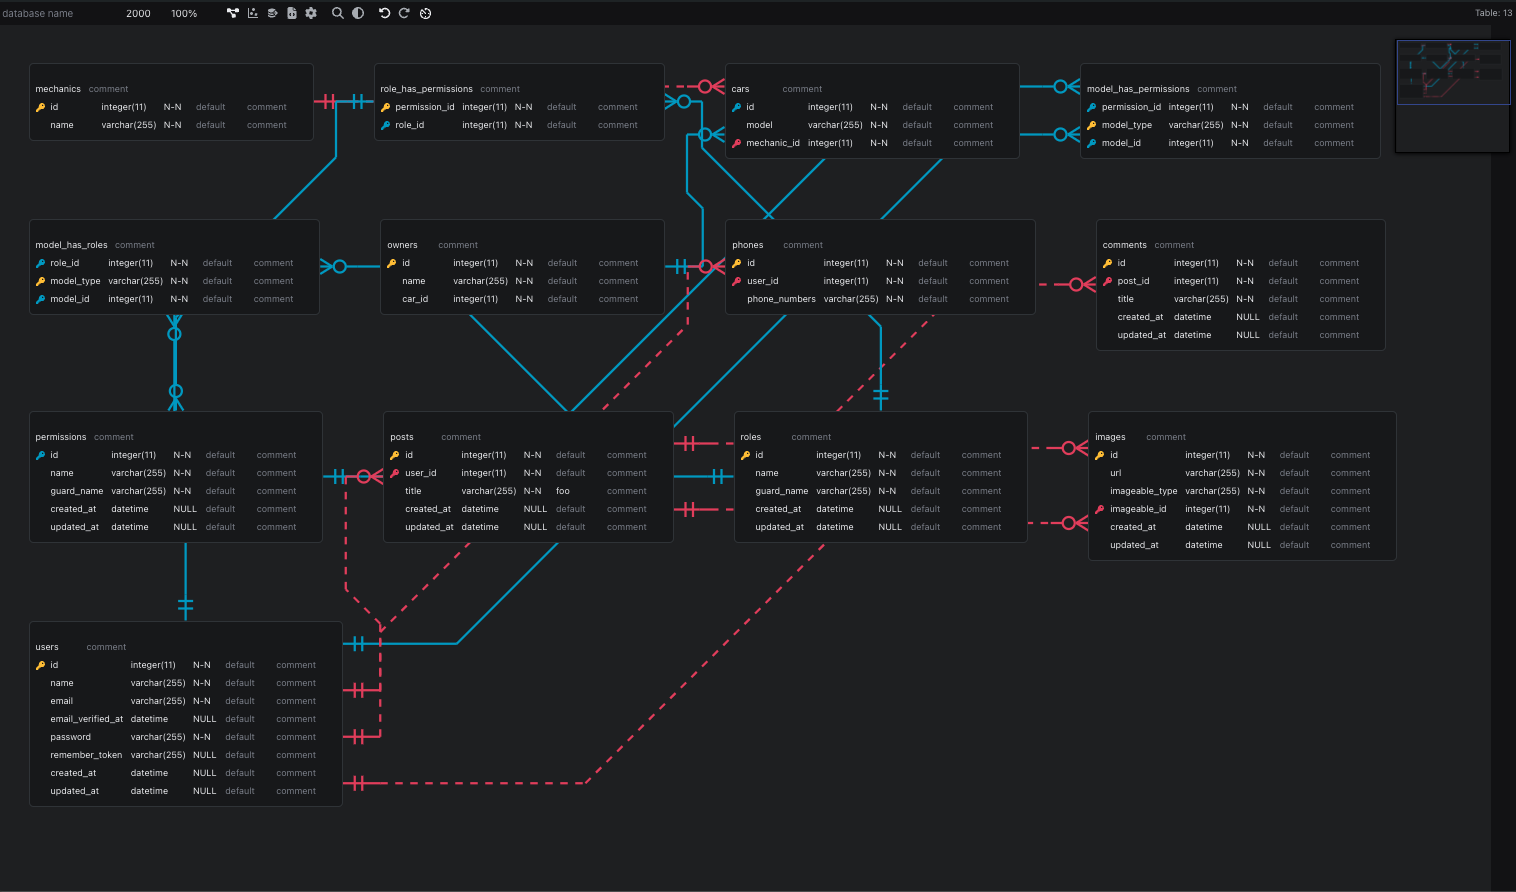 database name 2000 100% Table: 13
mechanics comment
id integer(11) N-N default comment
name varchar(255) N-N default comment
role_has_permissions comment
permission_id integer(11) N-N default comment
role_id integer(11) N-N default comment
cars comment
id integer(11) N-N default comment
model varchar(255) N-N default comment
mechanic_id integer(11) N-N default comment
model_has_permissions comment
permission_id integer(11) N-N default comment
model_type varchar(255) N-N default comment
model_id integer(11) N-N default comment
model_has_roles comment
role_id integer(11) N-N default comment
model_type varchar(255) N-N default comment
model_id integer(11) N-N default comment
owners comment
id integer(11) N-N default comment
name varchar(255) N-N default comment
car_id integer(11) N-N default comment
phones comment
id integer(11) N-N default comment
user_id integer(11) N-N default comment
phone_numbers varchar(255) N-N default comment
comments comment
id integer(11) N-N default comment
post_id integer(11) N-N default comment
title varchar(255) N-N default comment
created_at datetime NULL default comment
updated_at datetime NULL default comment
permissions comment
id integer(11) N-N default comment
name varchar(255) N-N default comment
guard_name varchar(255) N-N default comment
created_at datetime NULL default comment
updated_at datetime NULL default comment
posts comment
id integer(11) N-N default comment
user_id integer(11) N-N default comment
title varchar(255) N-N foo comment
created_at datetime NULL default comment
updated_at datetime NULL default comment
roles comment
id integer(11) N-N default comment
name varchar(255) N-N default comment
guard_name varchar(255) N-N default comment
created_at datetime NULL default comment
updated_at datetime NULL default comment
images comment
id integer(11) N-N default comment
url varchar(255) N-N default comment
imageable_type varchar(255) N-N default comment
imageable_id integer(11) N-N default comment
created_at datetime NULL default comment
updated_at datetime NULL default comment
users comment
id integer(11) N-N default comment
name varchar(255) N-N default comment
email varchar(255) N-N default comment
email_verified_at datetime NULL default comment
password varchar(255) N-N default comment
remember_token varchar(255) NULL default comment
created_at datetime NULL default comment
updated_at datetime NULL default comment